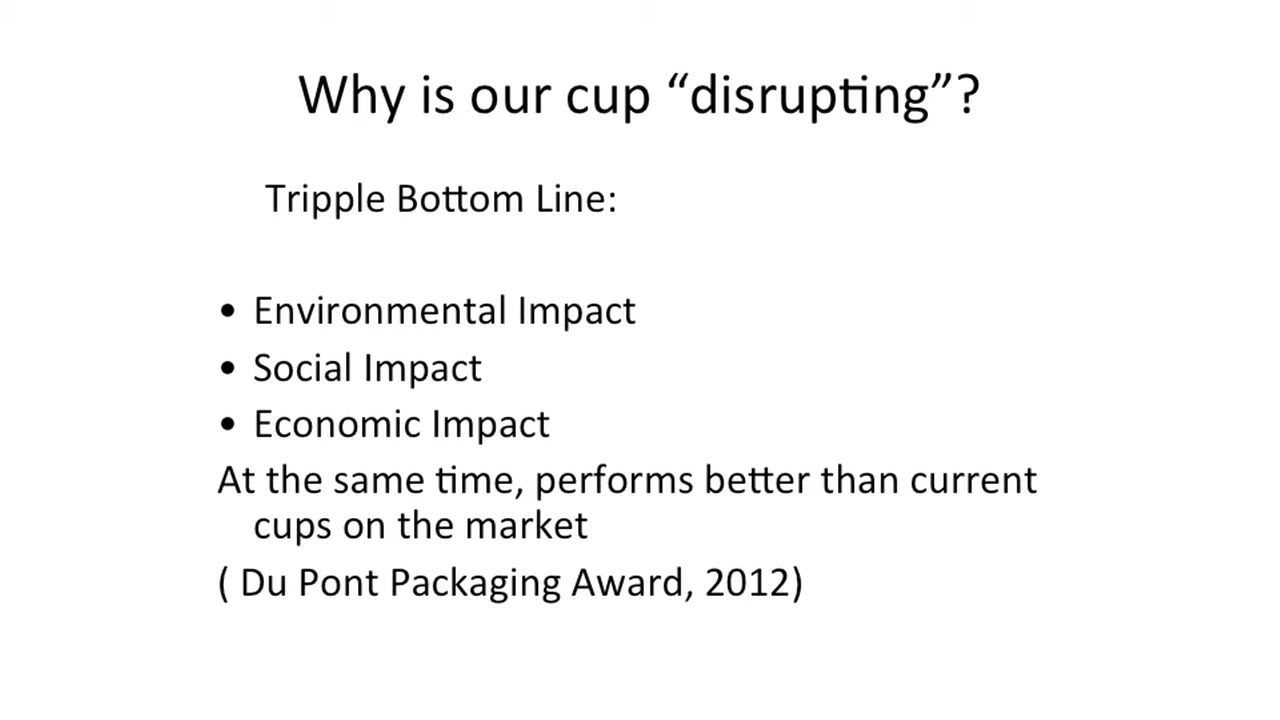 Why is our cup “disrupting”?
Tripple Bottom Line:
• Environmental Impact
• Social Impact
• Economic Impact
At the same time, performs better than current
cups on the market
( Du Pont Packaging Award, 2012)